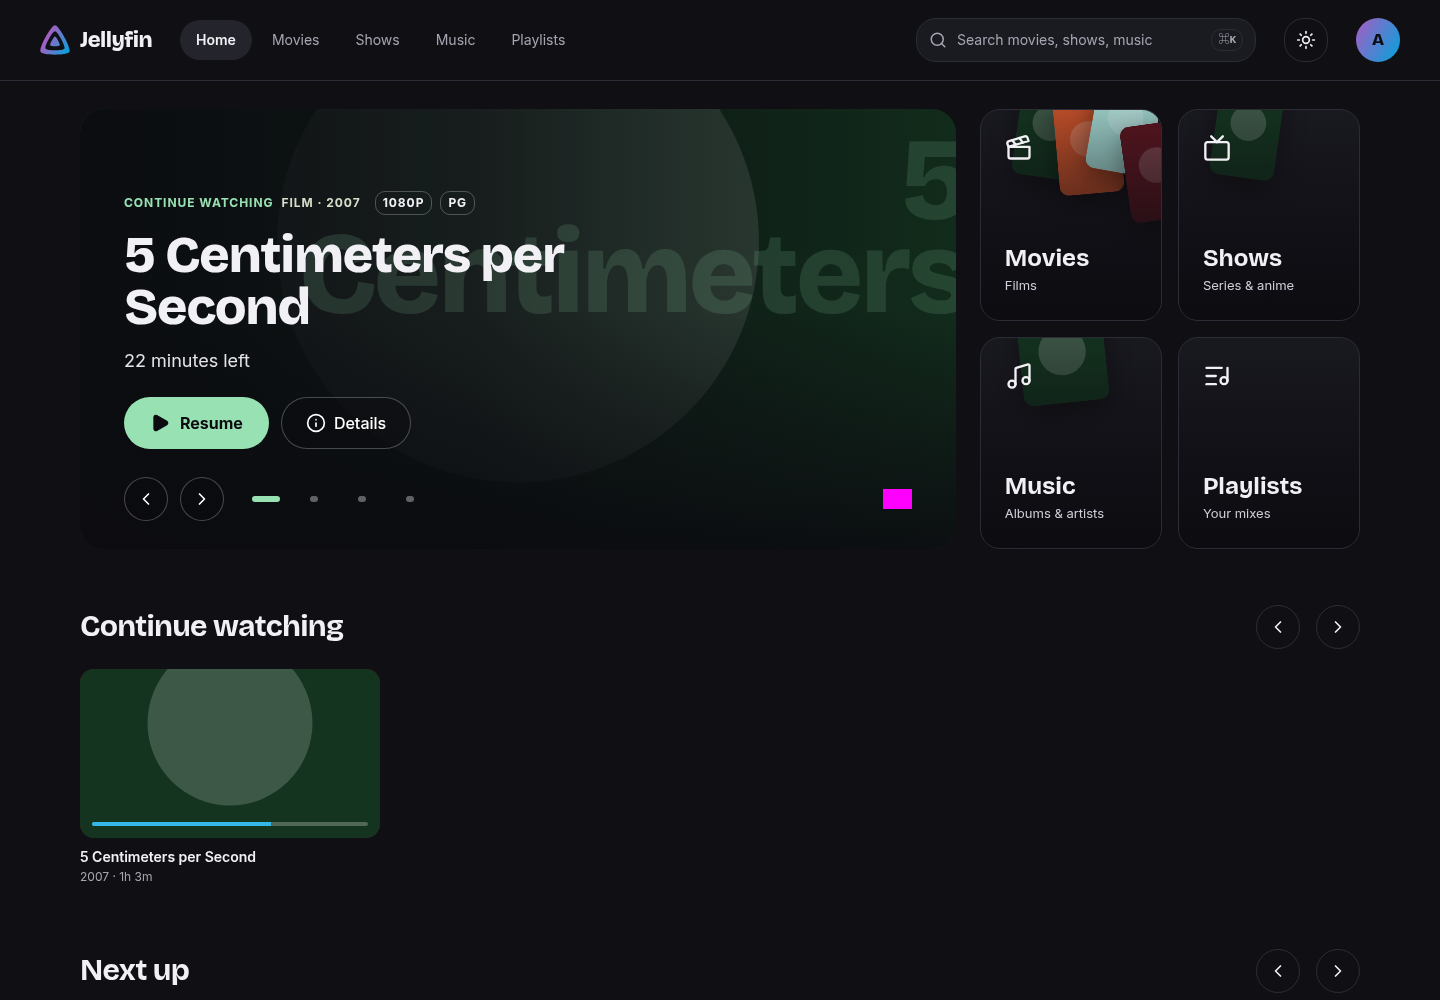 Jellyfin
Home
Movies
Shows
Music
Playlists
Search movies, shows, music
⌘K
A
CONTINUE WATCHING FILM · 2007 1080P PG
5
Centimeters
5 Centimeters per
Second
22 minutes left
Resume
Details
Movies
Films
Shows
Series & anime
Music
Albums & artists
Playlists
Your mixes
Continue watching
5 Centimeters per Second
2007 · 1h 3m
Next up